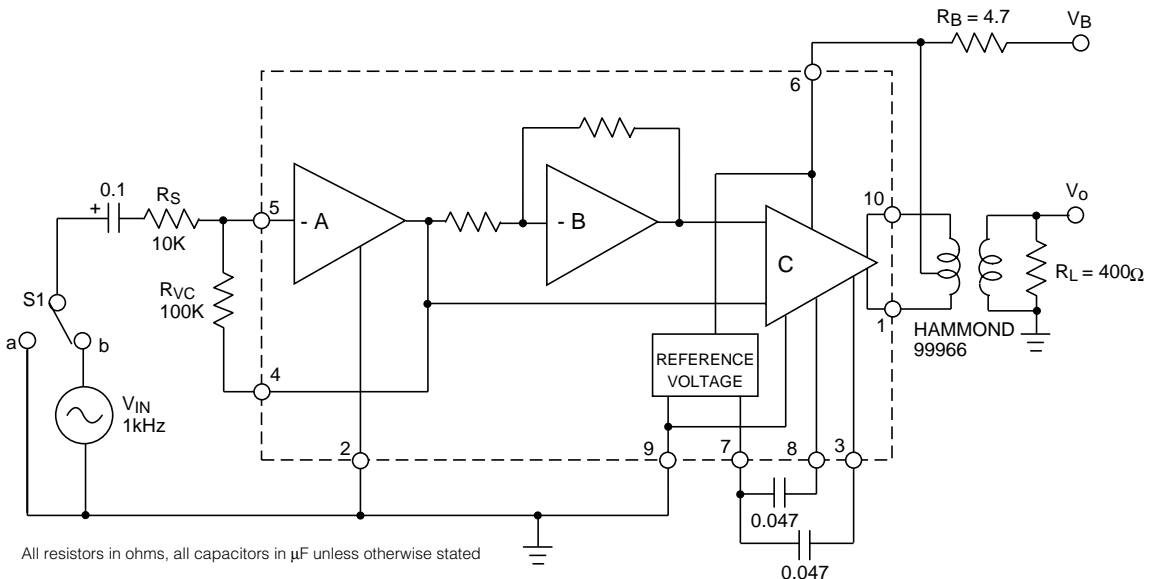 R_B = 4.7
V_B
6
0.1
+
R_S
10K
5
- A
- B
C
10
V_o
R_L = 400Ω
R_VC
100K
S1
a
b
4
REFERENCE
VOLTAGE
1
HAMMOND
99966
V_IN
1kHz
2
9
7
8
3
0.047
0.047
All resistors in ohms, all capacitors in µF unless otherwise stated